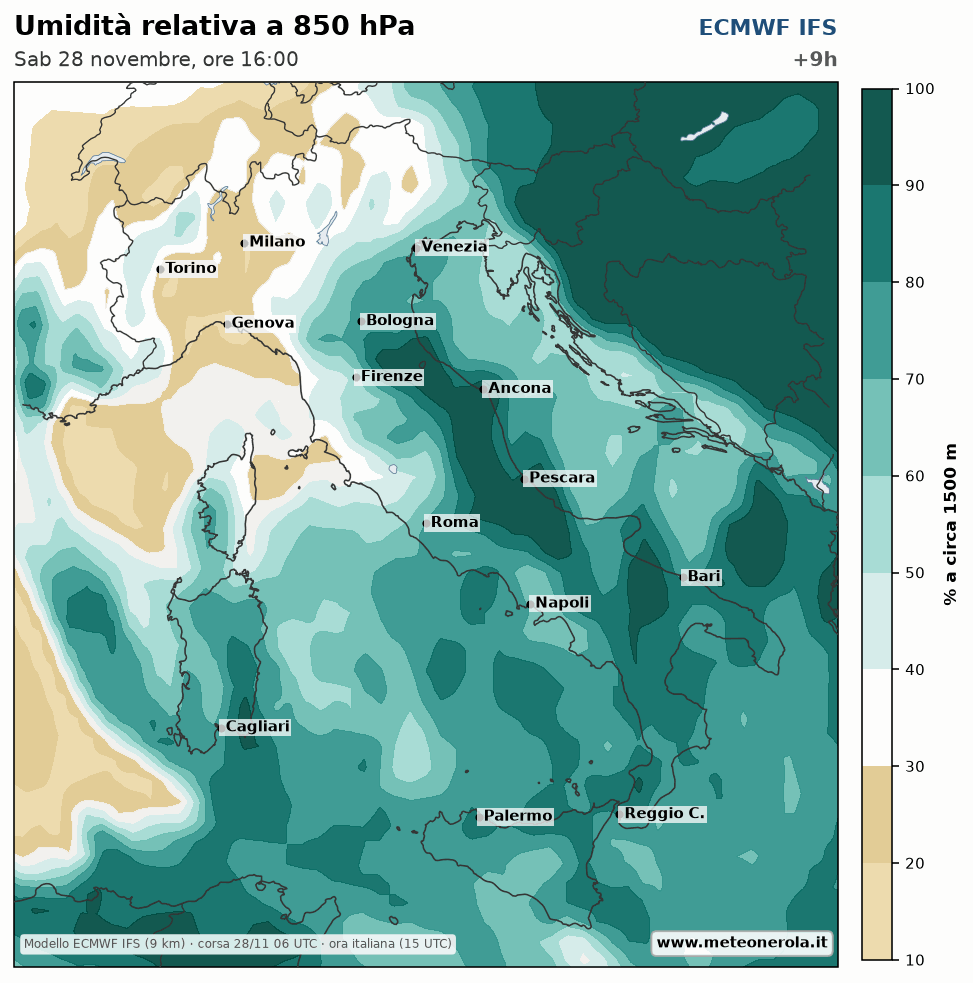 Umidità relativa a 850 hPa
ECMWF IFS
Sab 28 novembre, ore 16:00
+9h
Milano
Venezia
Torino
Genova
Bologna
Firenze
Ancona
Pescara
Roma
Bari
Napoli
Cagliari
Palermo
Reggio C.
100
90
80
70
60
50
40
30
20
10
% a circa 1500 m
Modello ECMWF IFS (9 km) · corsa 28/11 06 UTC · ora italiana (15 UTC)
www.meteonerola.it